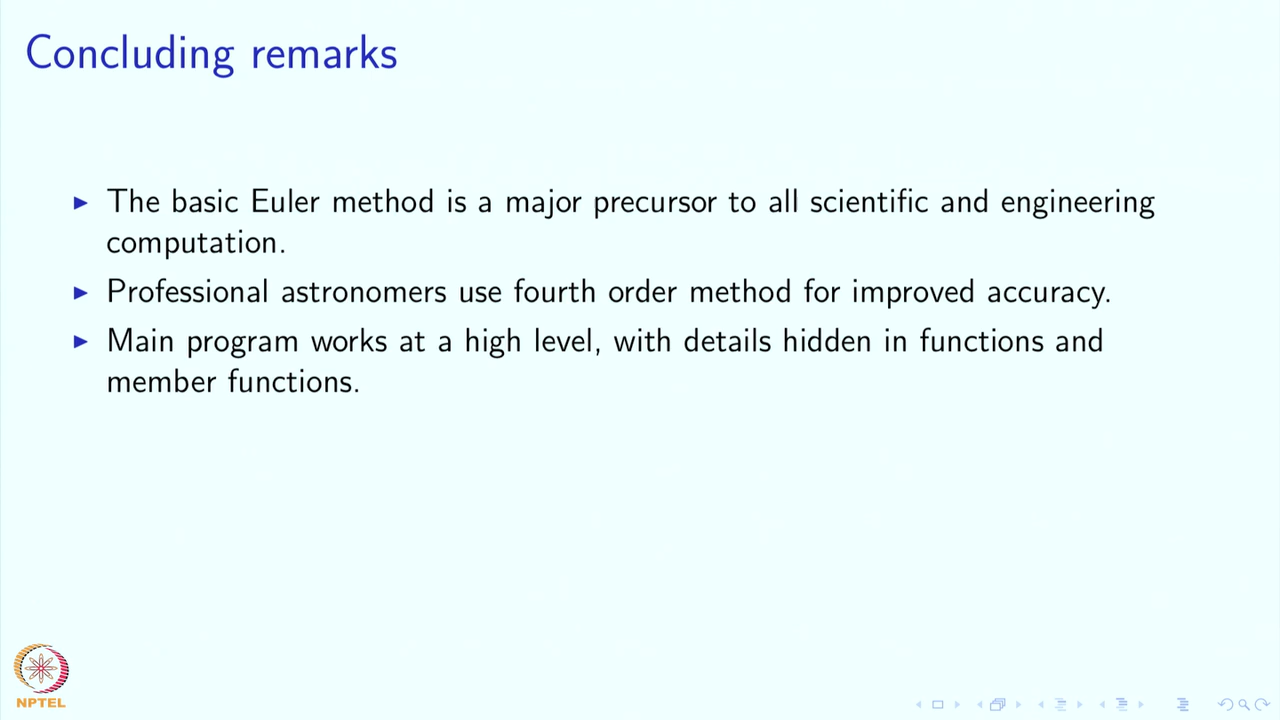 Concluding remarks
The basic Euler method is a major precursor to all scientific and engineering
computation.
Professional astronomers use fourth order method for improved accuracy.
Main program works at a high level, with details hidden in functions and
member functions.
NPTEL